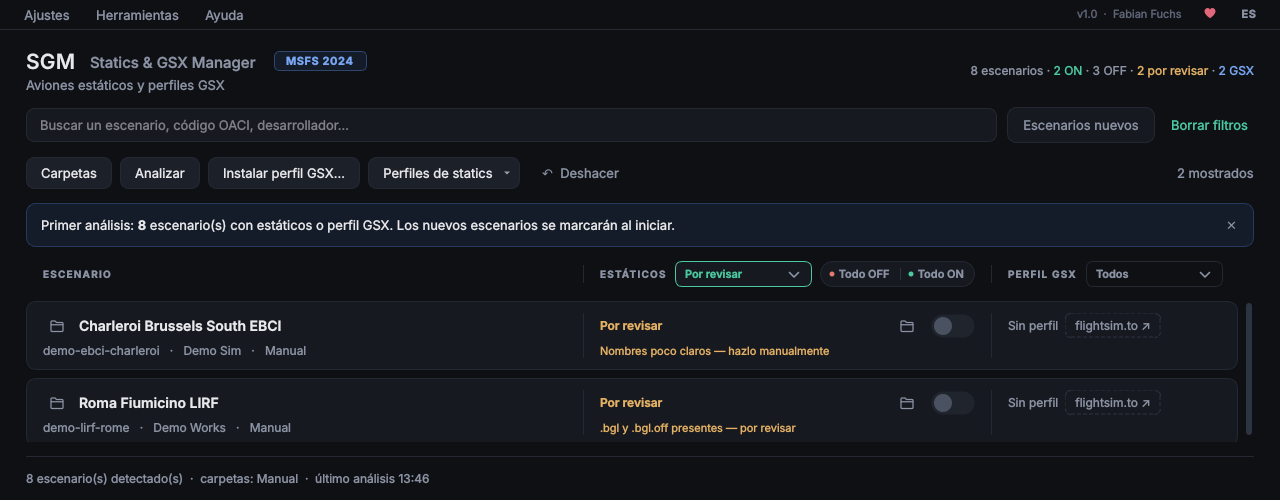 Ajustes Herramientas Ayuda v1.0 · Fabian Fuchs ES
SGM Statics & GSX Manager MSFS 2024
Aviones estáticos y perfiles GSX
8 escenarios · 2 ON · 3 OFF · 2 por revisar · 2 GSX
Buscar un escenario, código OACI, desarrollador... Escenarios nuevos Borrar filtros
Carpetas Analizar Instalar perfil GSX... Perfiles de statics ↶ Deshacer 2 mostrados
Primer análisis: 8 escenario(s) con estáticos o perfil GSX. Los nuevos escenarios se marcarán al iniciar. ×
ESCENARIO ESTÁTICOS Por revisar Todo OFF Todo ON PERFIL GSX Todos
Charleroi Brussels South EBCI Por revisar Sin perfil flightsim.to ↗
demo-ebci-charleroi · Demo Sim · Manual Nombres poco claros — hazlo manualmente
Roma Fiumicino LIRF Por revisar Sin perfil flightsim.to ↗
demo-lirf-rome · Demo Works · Manual .bgl y .bgl.off presentes — por revisar
8 escenario(s) detectado(s) · carpetas: Manual · último análisis 13:46